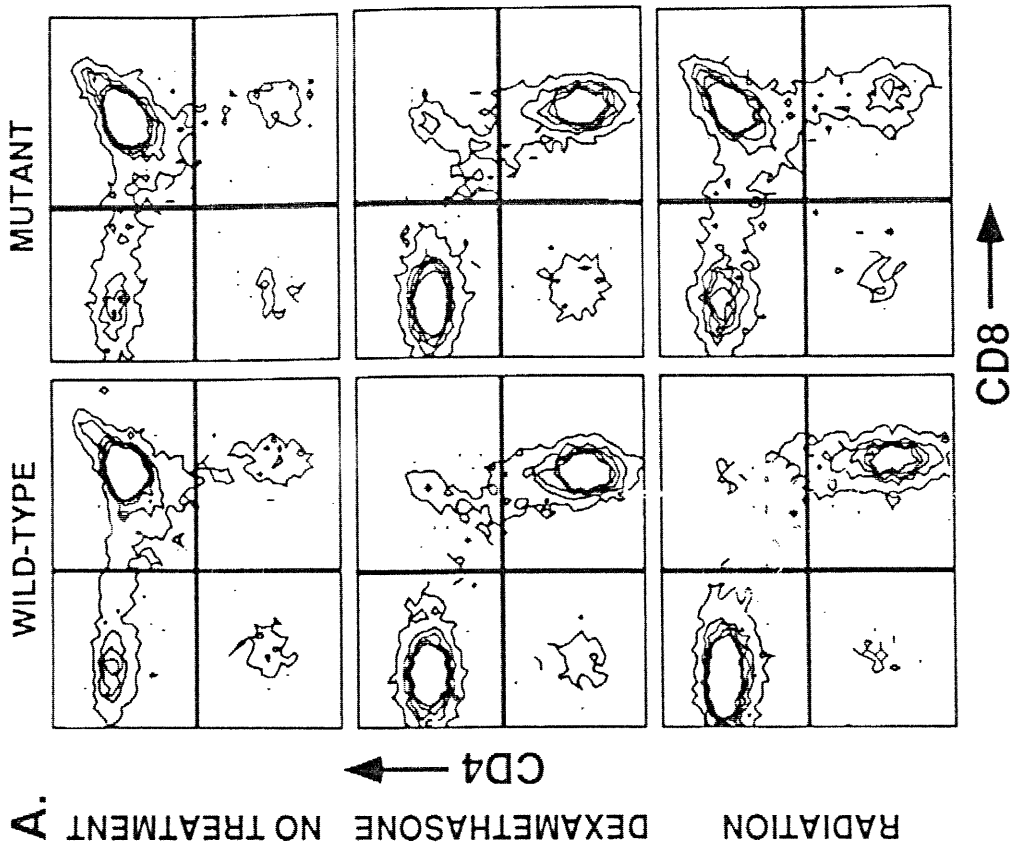 A.
WILD-TYPE
MUTANT
NO TREATMENT
DEXAMETHASONE
RADIATION
CD4
CD8